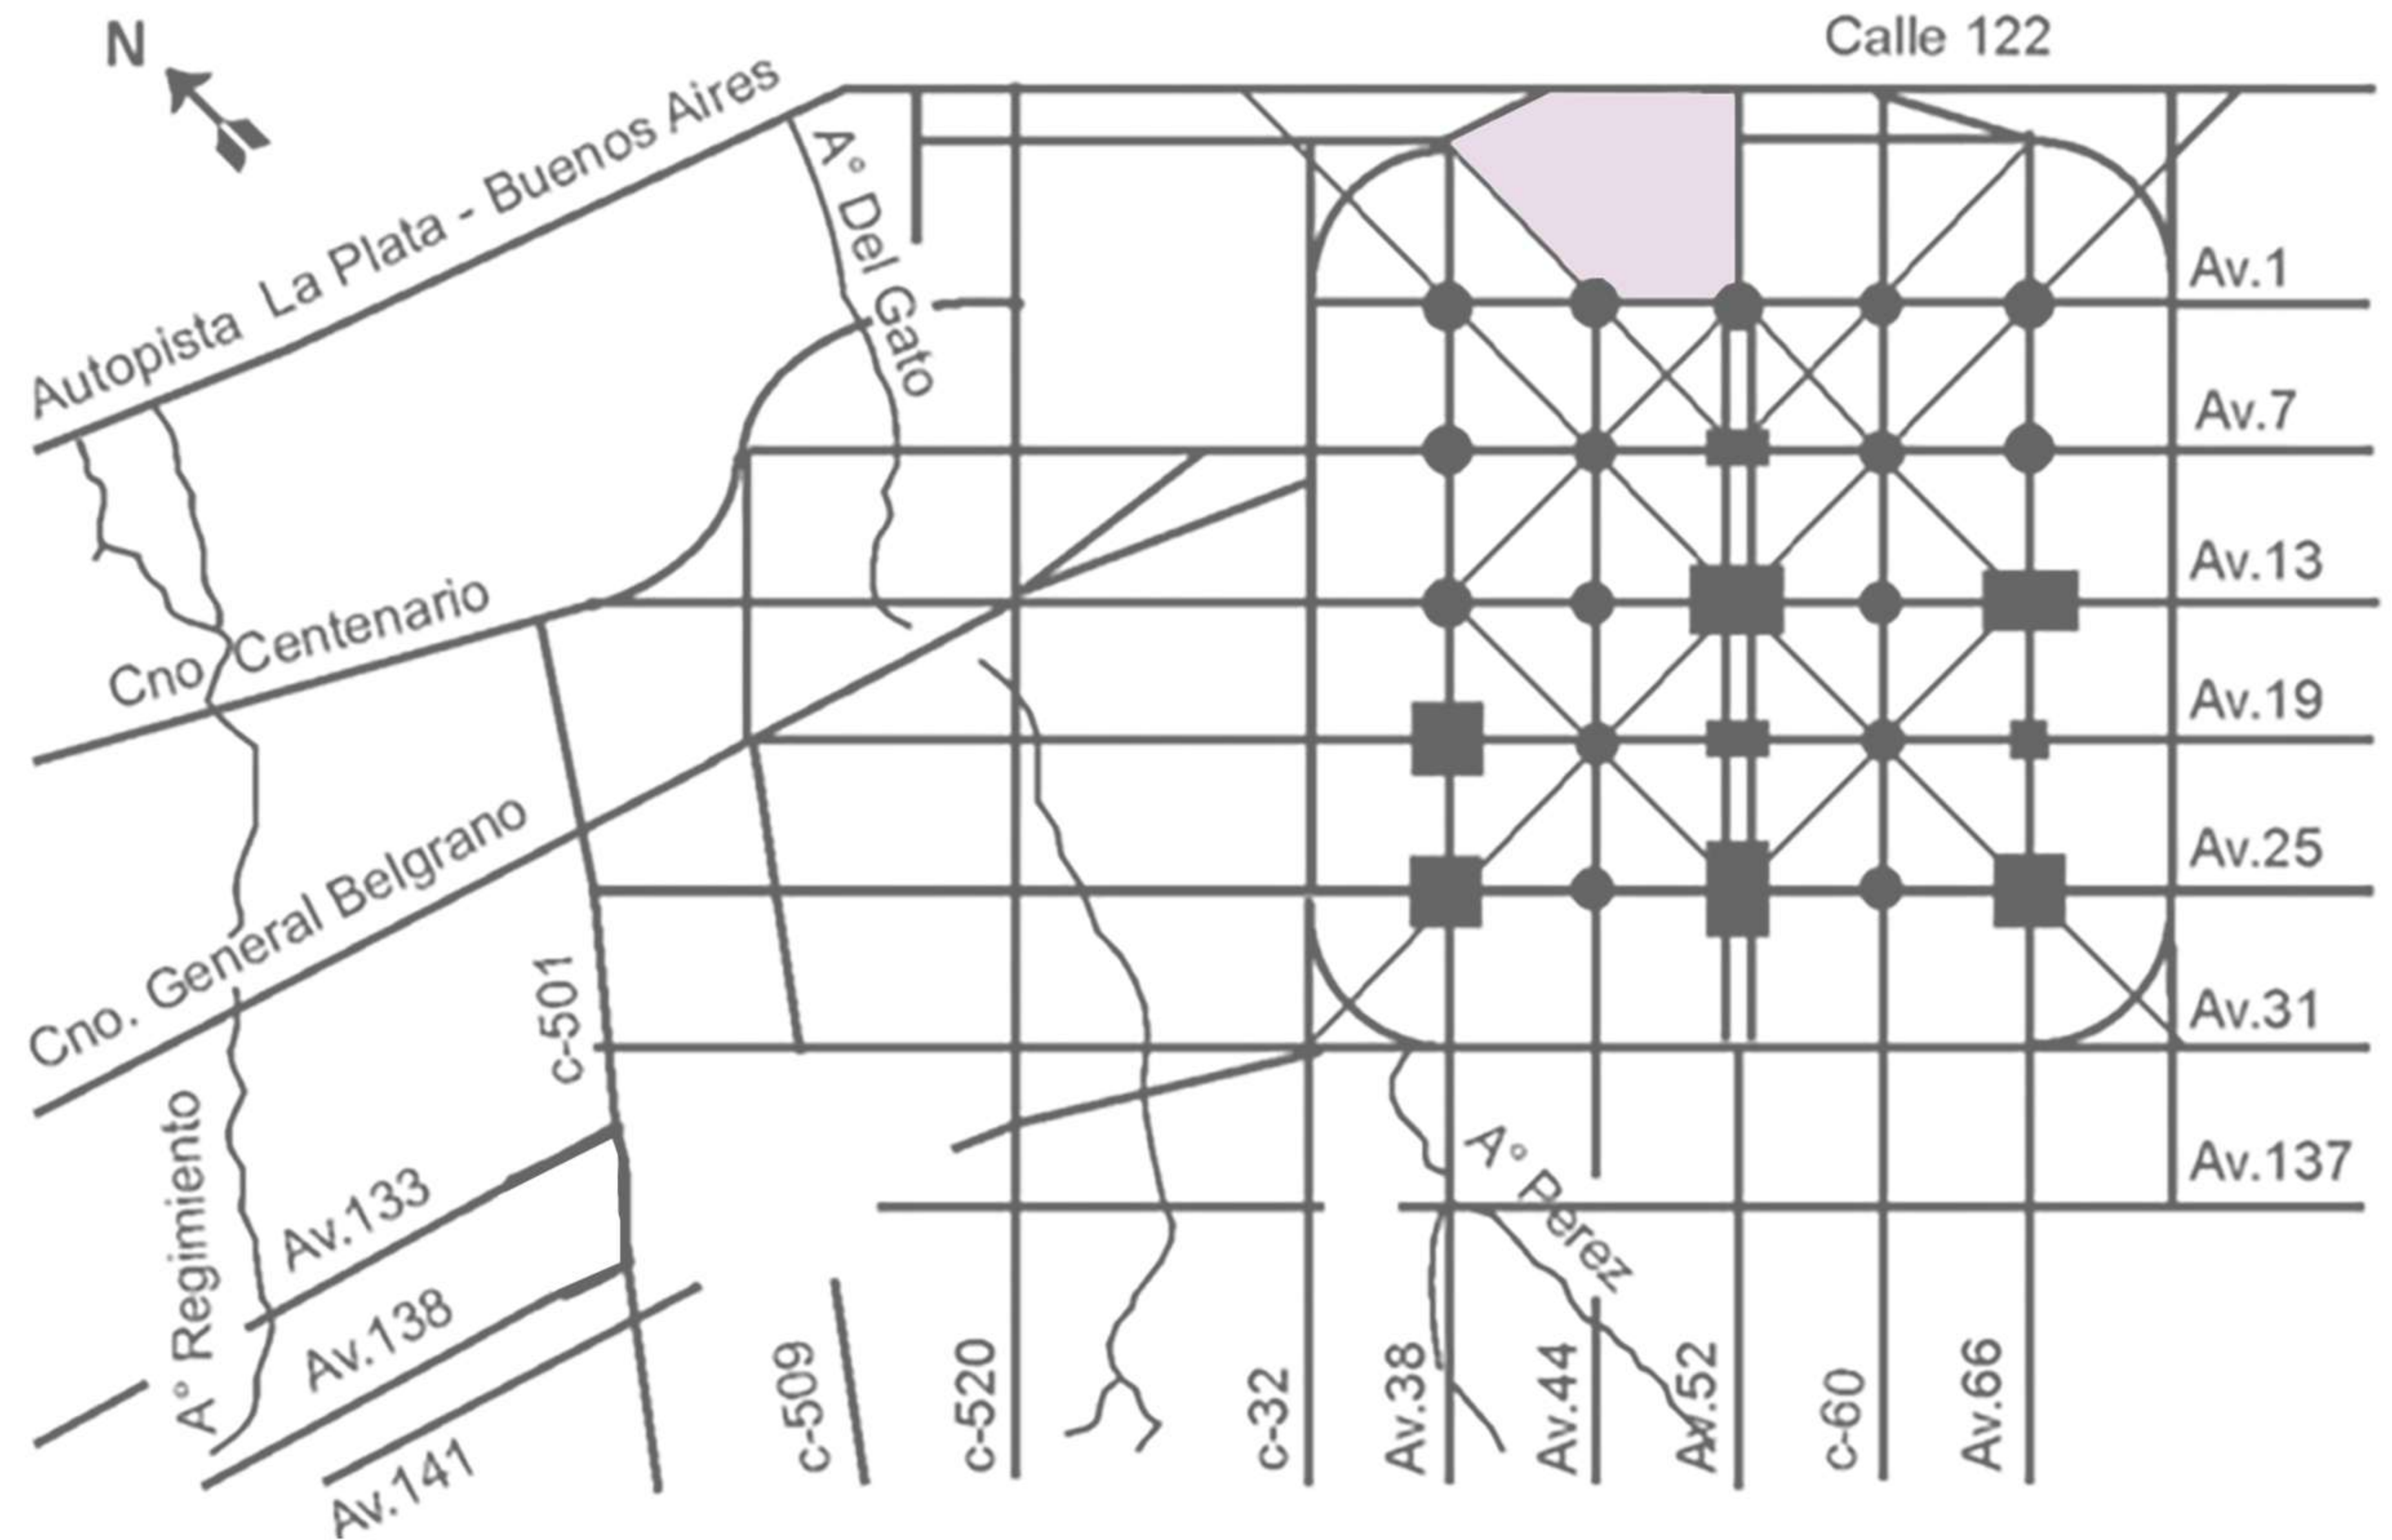 N
Calle 122
Autopista La Plata - Buenos Aires
A° Del Gato
Av.1
Av.7
Av.13
Cno Centenario
Av.19
Av.25
Cno. General Belgrano
c-501
Av.31
A° Regimiento
Av.133
A° Perez
Av.137
Av.138
Av.141
c-509
c-520
c-32
Av.38
Av.44
Av.52
c-60
Av.66